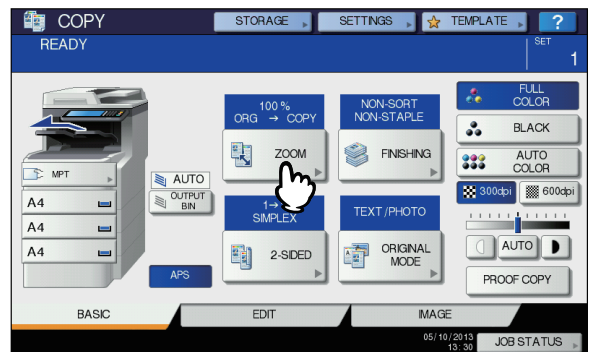 COPY
STORAGE
SETTINGS
TEMPLATE
?
READY
SET
1
100 %
ORG → COPY
NON-SORT
NON-STAPLE
FULL
COLOR
ZOOM
FINISHING
BLACK
MPT
AUTO
AUTO
COLOR
A4
OUTPUT
BIN
300dpi
600dpi
1→
SIMPLEX
TEXT/PHOTO
A4
A4
2-SIDED
ORIGINAL
MODE
AUTO
APS
PROOF COPY
BASIC
EDIT
IMAGE
05/10/2013
13:30
JOB STATUS